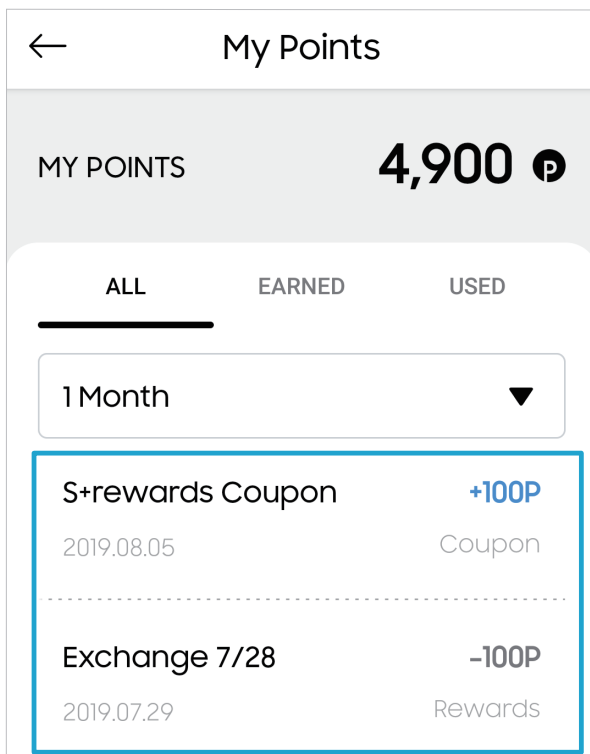 My Points
MY POINTS 4,900 P
ALL EARNED USED
1 Month
S+rewards Coupon +100P
2019.08.05 Coupon
Exchange 7/28 -100P
2019.07.29 Rewards